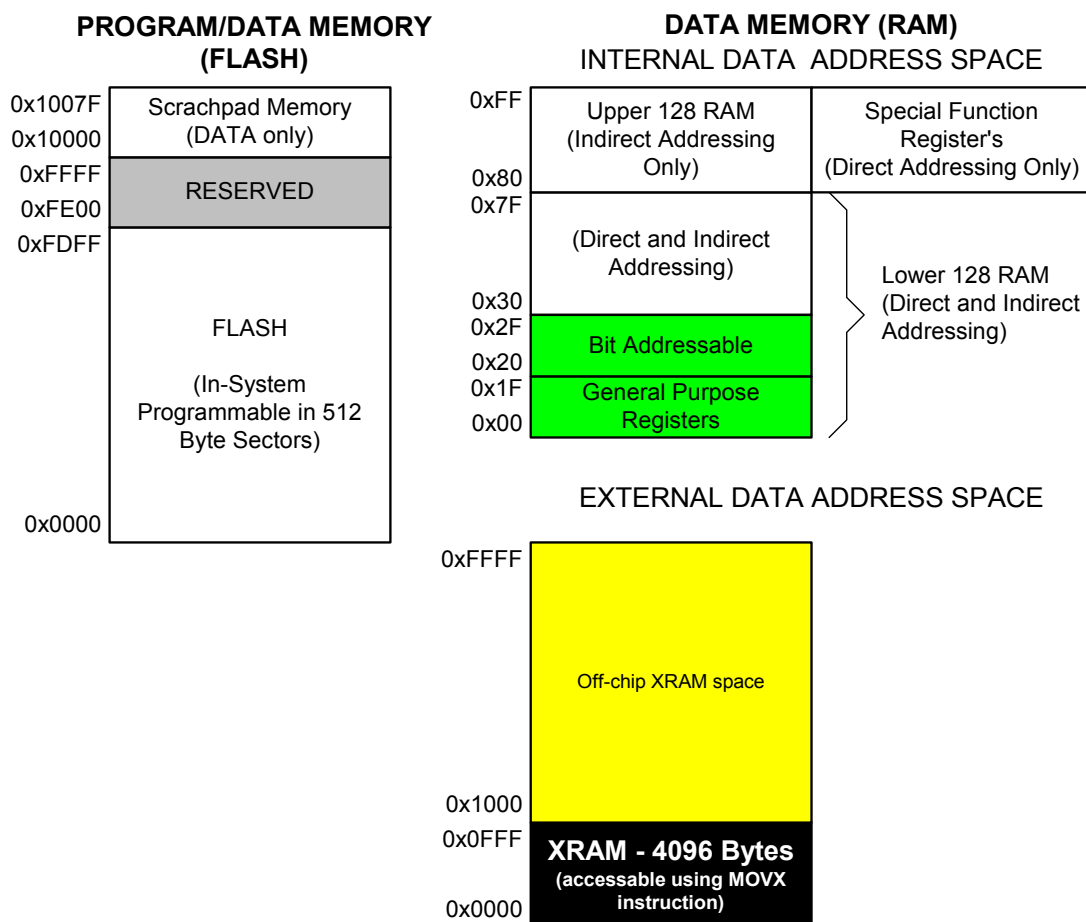 PROGRAM/DATA MEMORY
(FLASH)
0x1007F
0x10000
Scrachpad Memory
(DATA only)
0xFFFF
0xFE00
RESERVED
0xFDFF
FLASH
(In-System
Programmable in 512
Byte Sectors)
0x0000
DATA MEMORY (RAM)
INTERNAL DATA ADDRESS SPACE
0xFF
0x80
Upper 128 RAM
(Indirect Addressing
Only)
Special Function
Register's
(Direct Addressing Only)
0x7F
(Direct and Indirect
Addressing)
0x30
0x2F
Bit Addressable
0x20
0x1F
General Purpose
Registers
0x00
Lower 128 RAM
(Direct and Indirect
Addressing)
EXTERNAL DATA ADDRESS SPACE
0xFFFF
Off-chip XRAM space
0x1000
0x0FFF
XRAM - 4096 Bytes
(accessable using MOVX
instruction)
0x0000